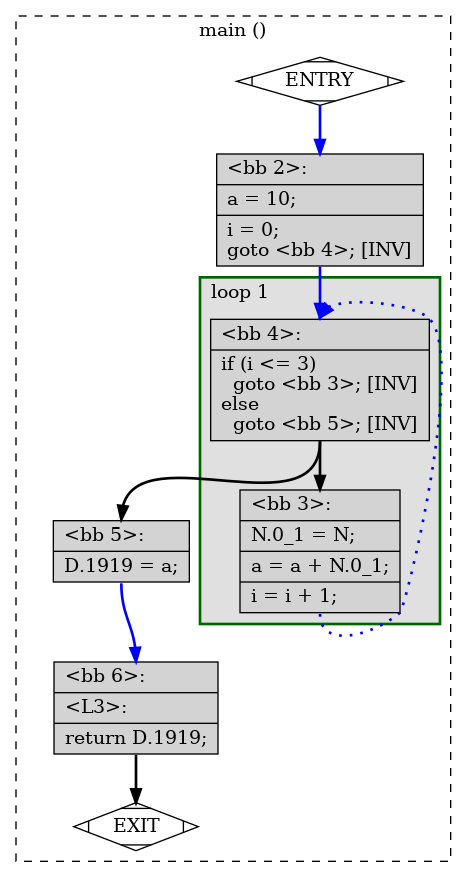 main ()
ENTRY
<bb 2>:
a = 10;
i = 0;
goto <bb 4>; [INV]
loop 1
<bb 4>:
if (i <= 3)
  goto <bb 3>; [INV]
else
  goto <bb 5>; [INV]
<bb 3>:
N.0_1 = N;
a = a + N.0_1;
i = i + 1;
<bb 5>:
D.1919 = a;
<bb 6>:
<L3>:
return D.1919;
EXIT